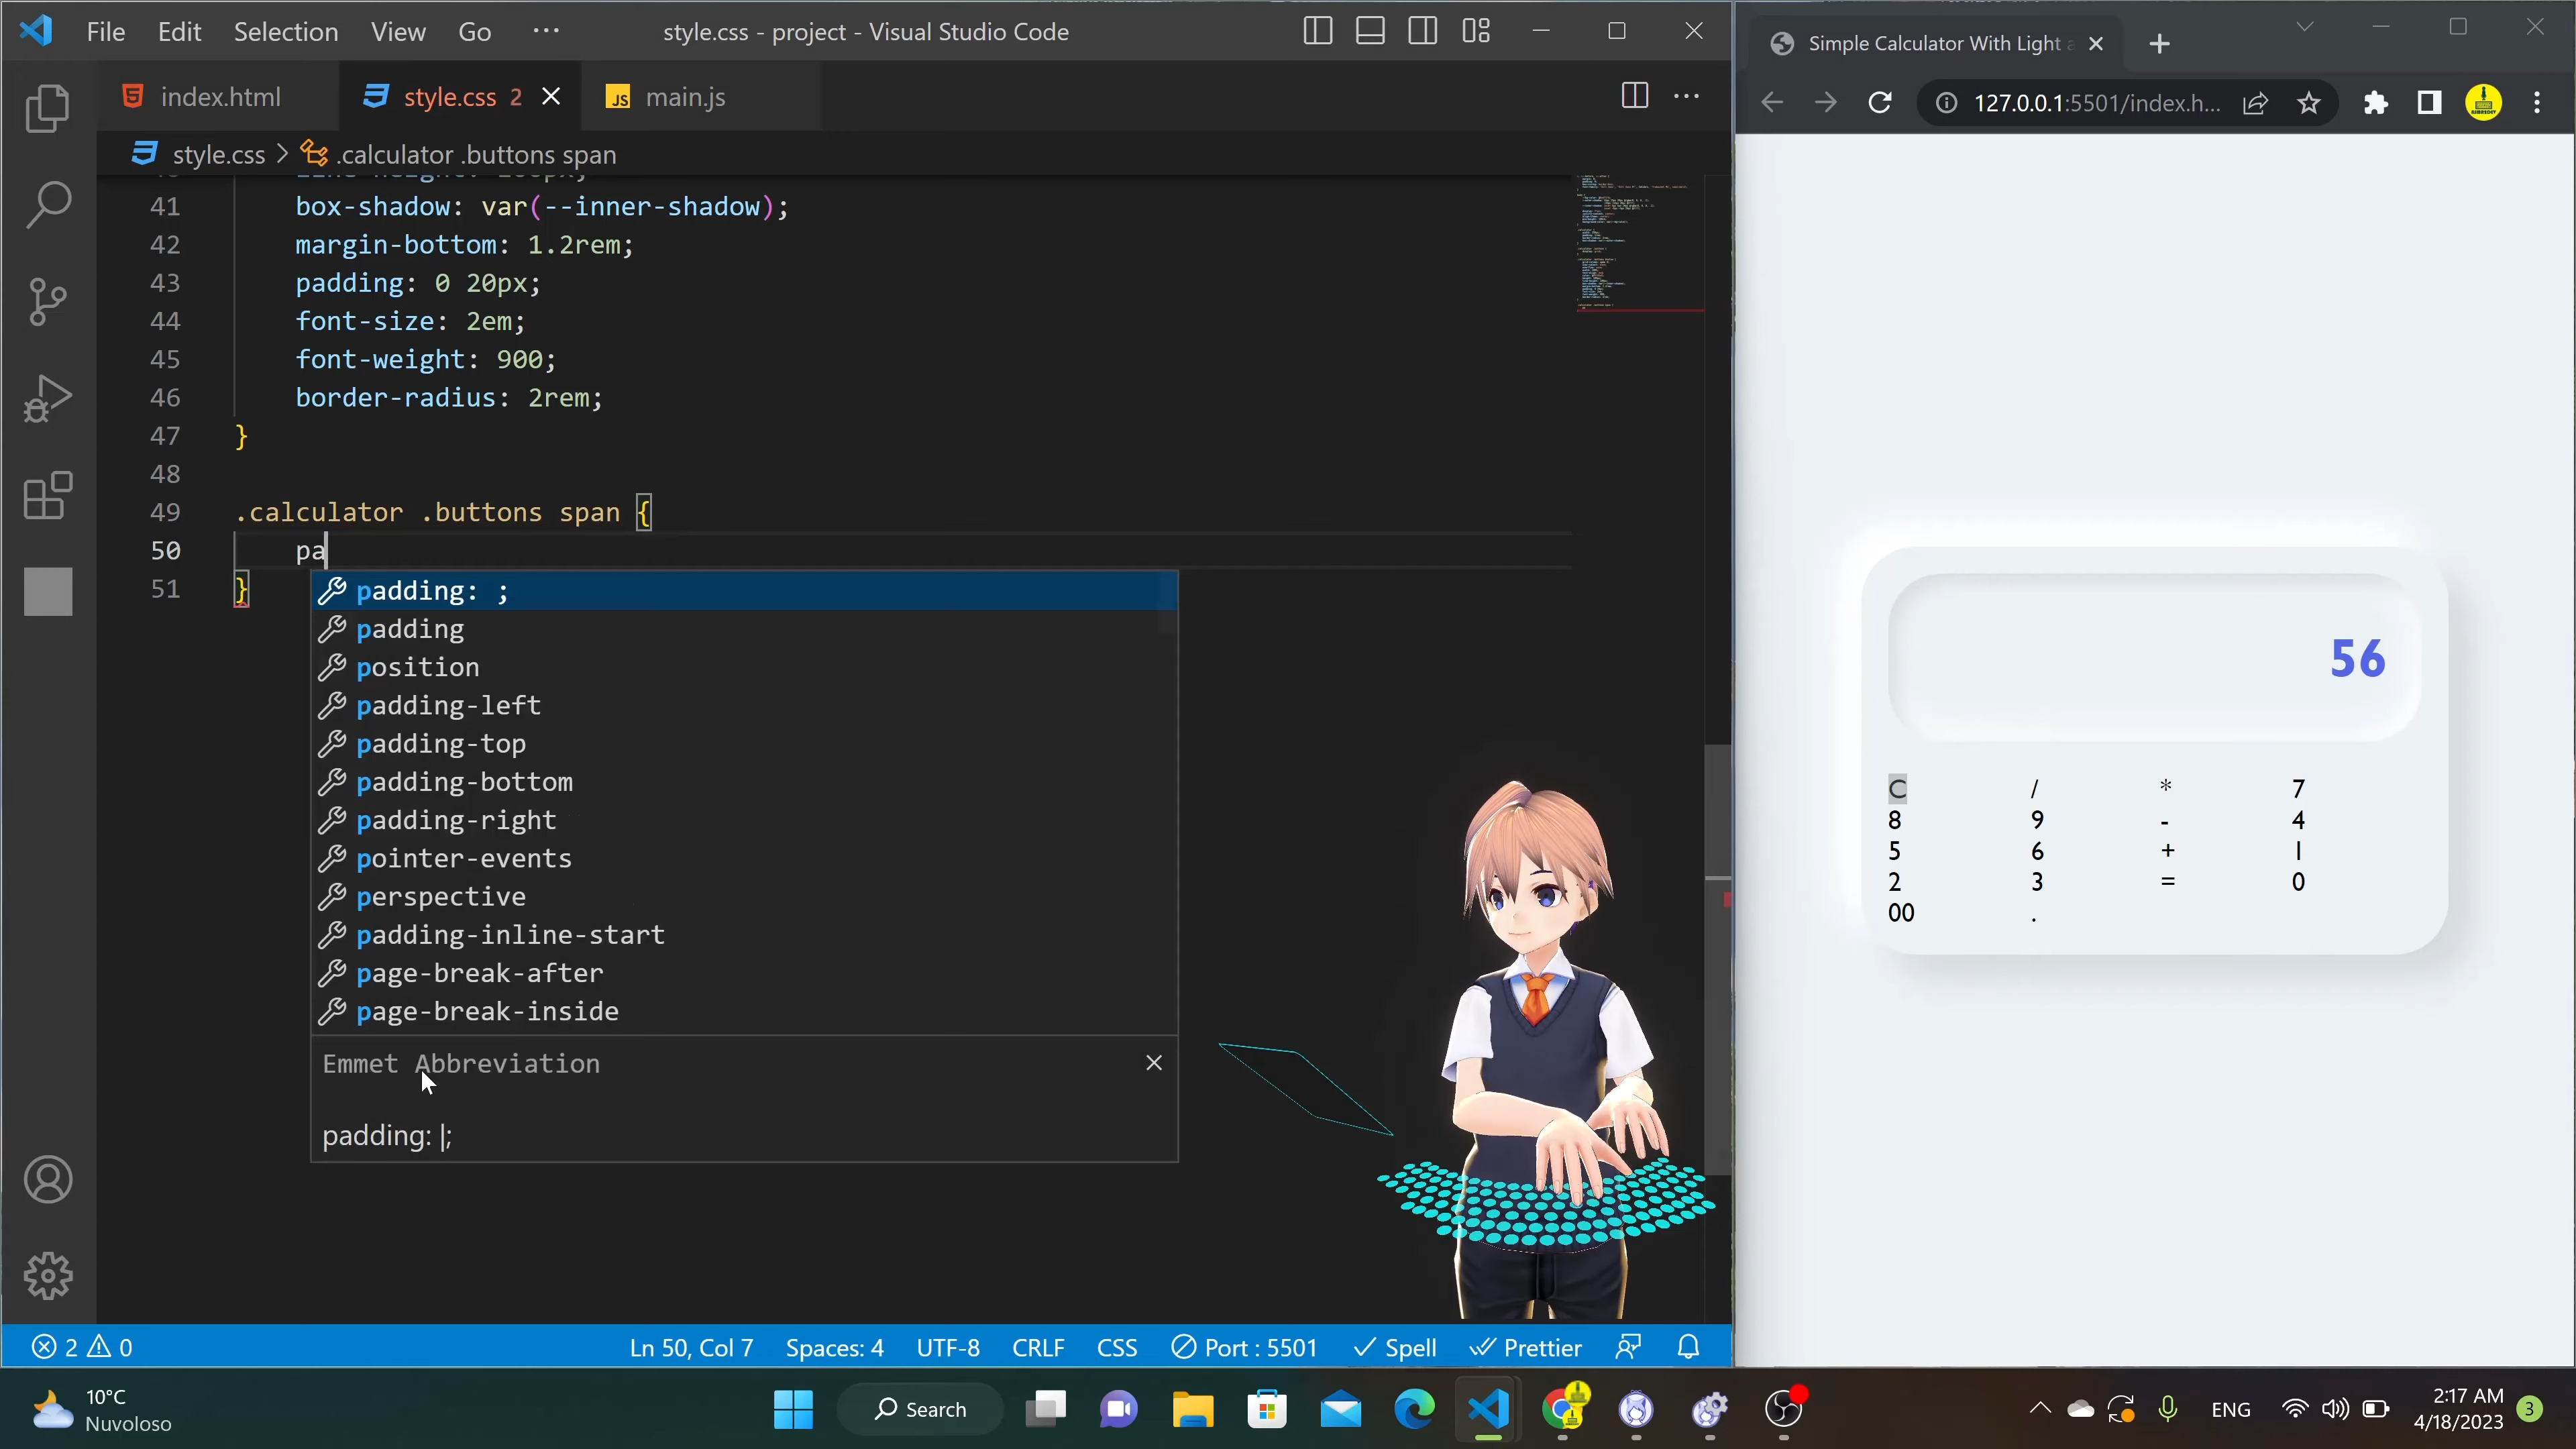 File Edit Selection View Go ···
style.css - project - Visual Studio Code
index.html
style.css 2
JS main.js
style.css > .calculator .buttons span
41 box-shadow: var(--inner-shadow);
42 margin-bottom: 1.2rem;
43 padding: 0 20px;
44 font-size: 2em;
45 font-weight: 900;
46 border-radius: 2rem;
47 }
48
49 .calculator .buttons span {
50 pa
51 }
padding: ;
padding
position
padding-left
padding-top
padding-bottom
padding-right
pointer-events
perspective
padding-inline-start
page-break-after
page-break-inside
Emmet Abbreviation
padding: |;
2 0
Ln 50, Col 7 Spaces: 4 UTF-8 CRLF CSS Port : 5501 Spell Prettier
Simple Calculator With Light
127.0.0.1:5501/index.h...
56
C / * 7
8 9 - 4
5 6 + 1
2 3 = 0
00 .
10°C
Nuvoloso
Search
ENG
2:17 AM
4/18/2023
3